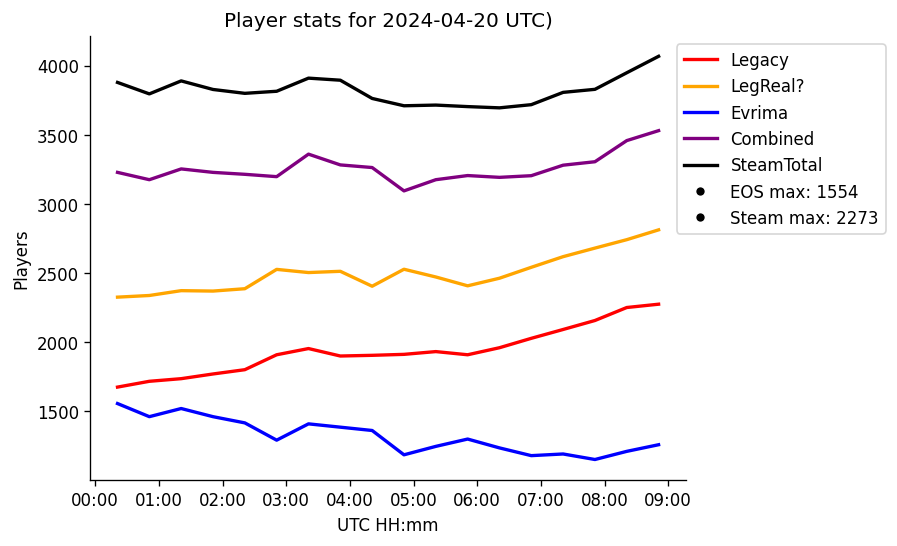 Player stats for 2024-04-20 UTC)
4000
3500
3000
2500
2000
1500
Players
00:00 01:00 02:00 03:00 04:00 05:00 06:00 07:00 08:00 09:00
UTC HH:mm
Legacy
LegReal?
Evrima
Combined
SteamTotal
EOS max: 1554
Steam max: 2273